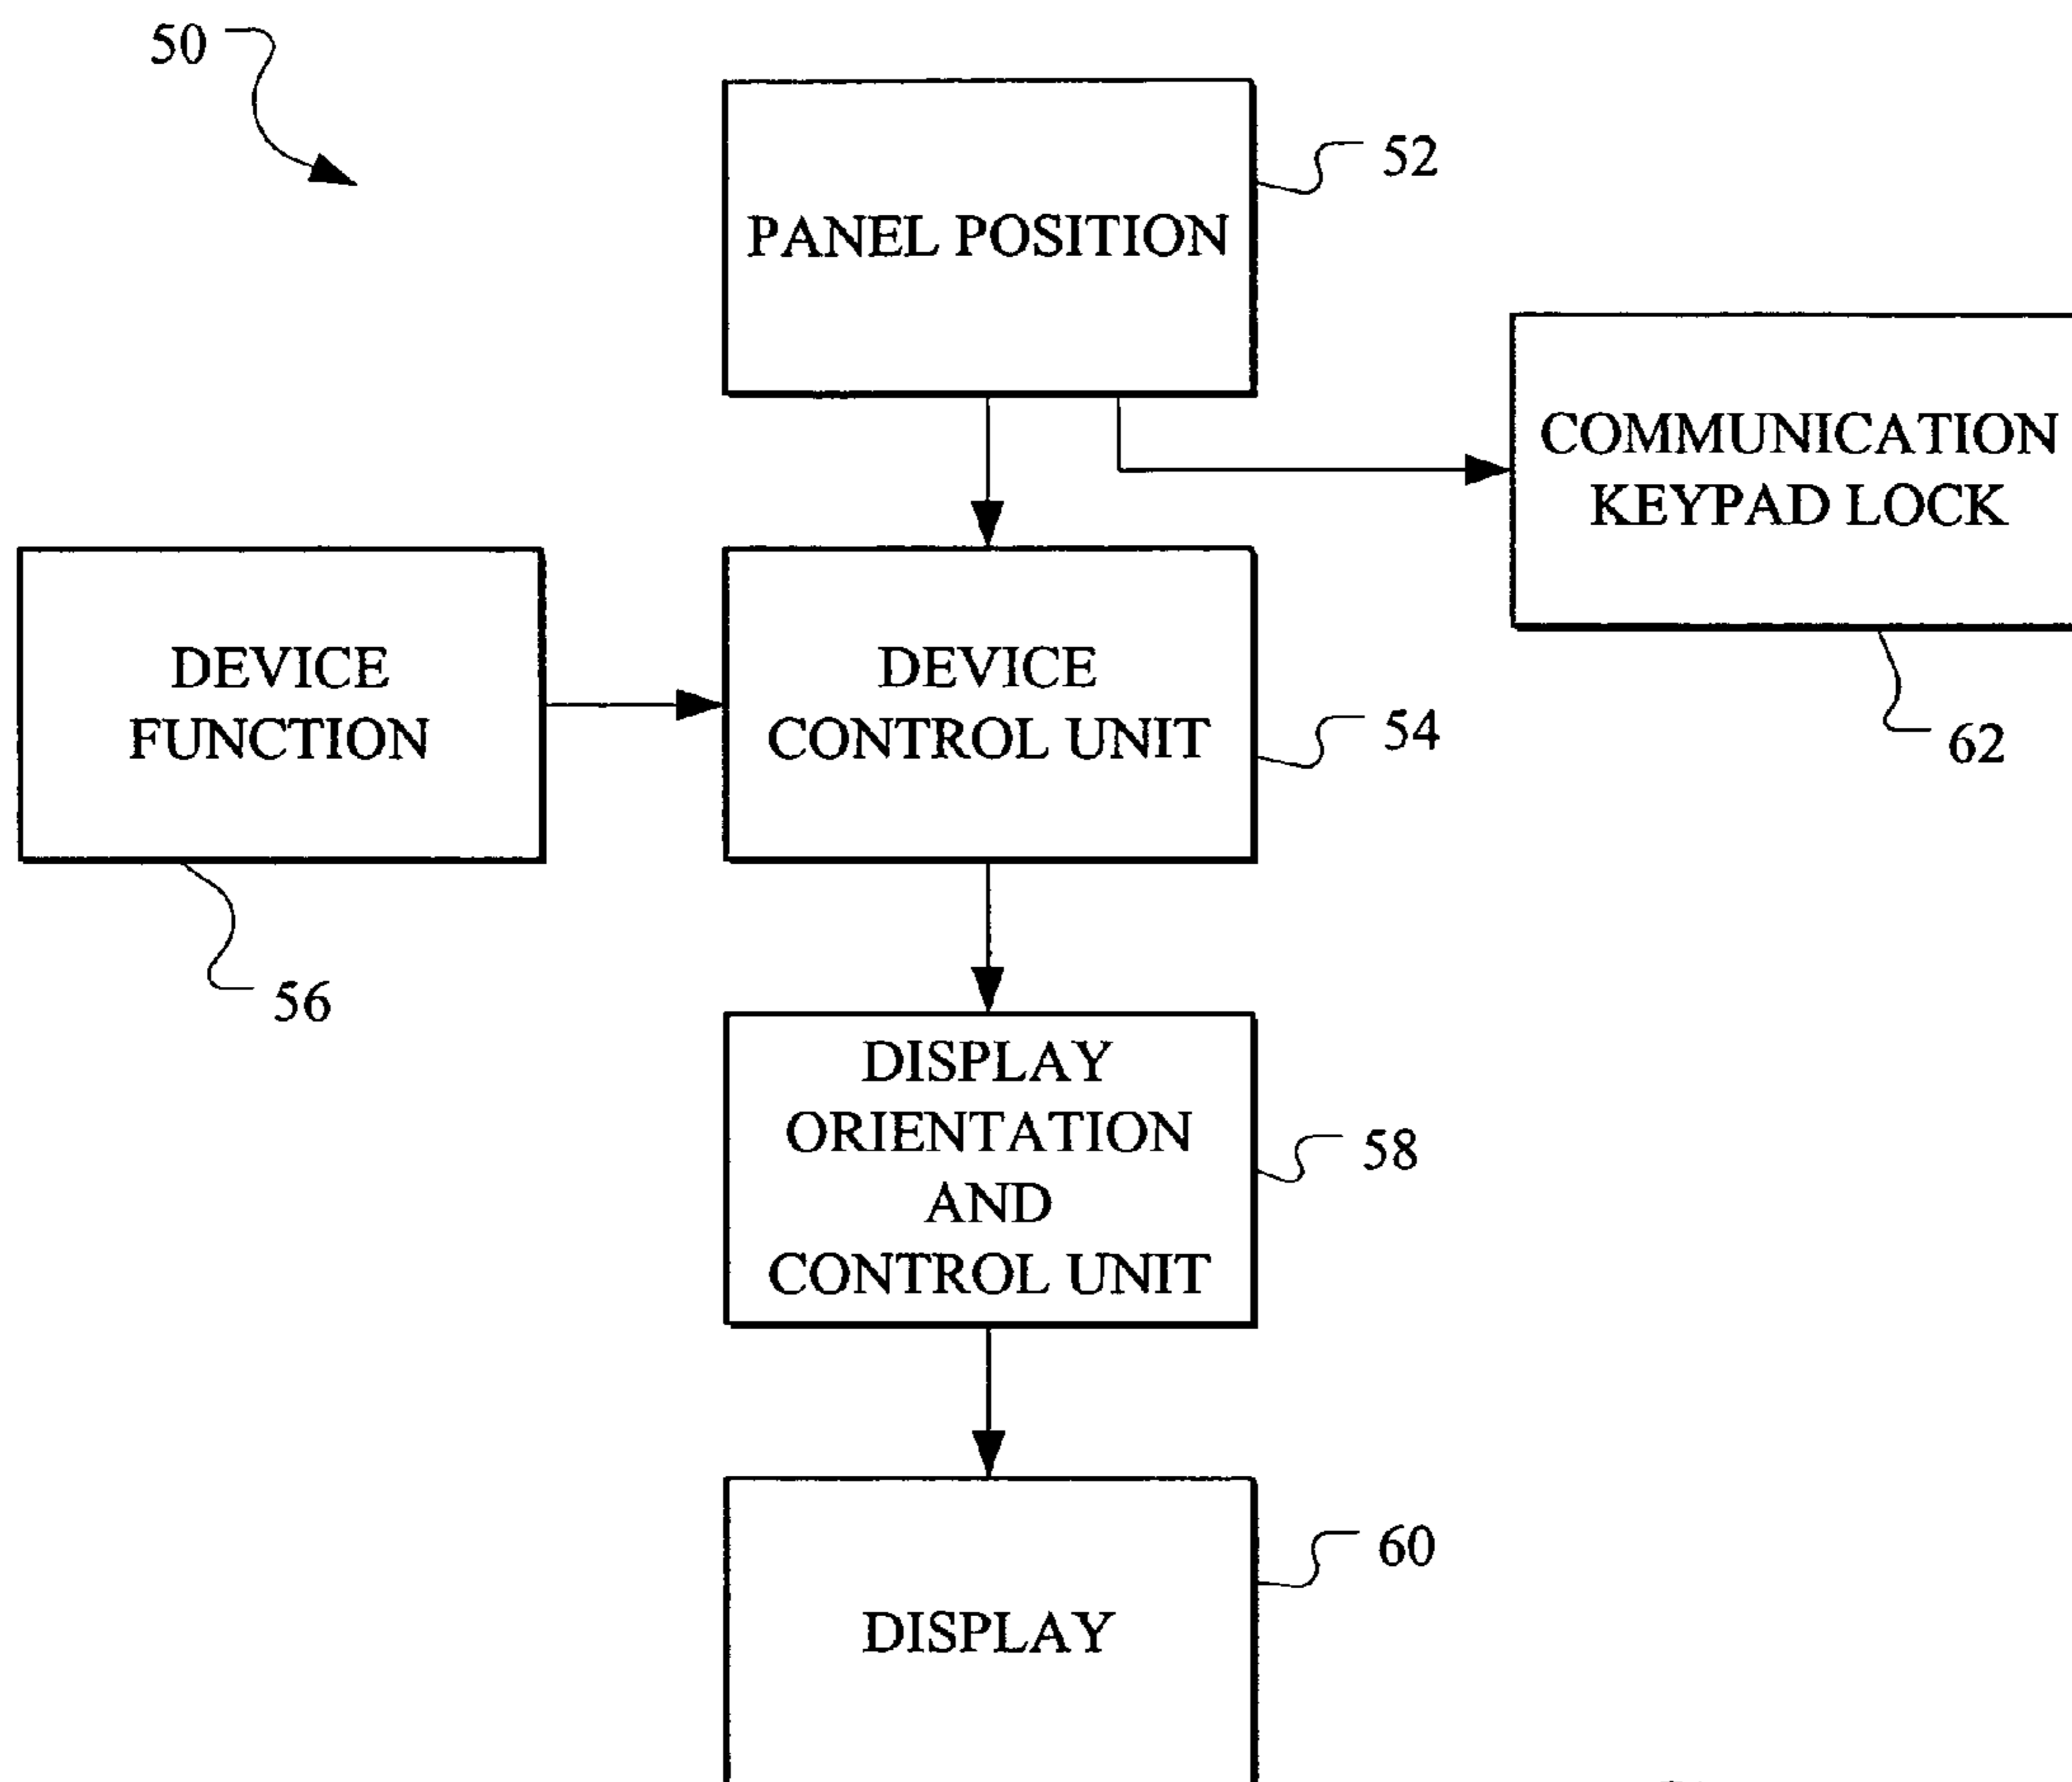 50
52
PANEL POSITION
COMMUNICATION
KEYPAD LOCK
62
DEVICE
FUNCTION
56
DEVICE
CONTROL UNIT
54
DISPLAY
ORIENTATION
AND
CONTROL UNIT
58
60
DISPLAY